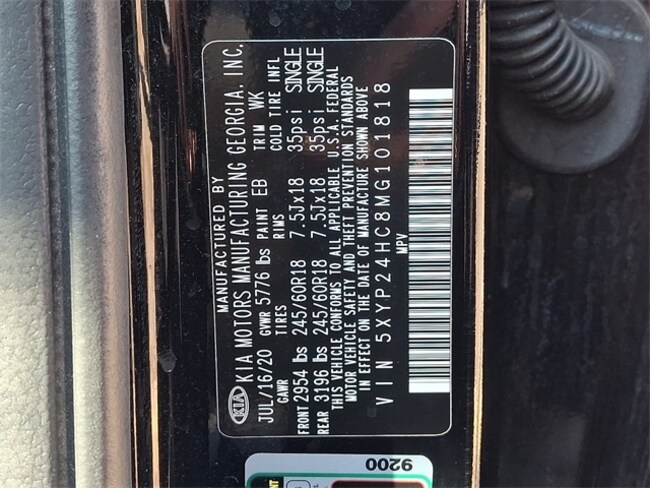 MANUFACTURED BY
KIA KIA MOTORS MANUFACTURING GEORGIA, INC.
JUL/16/20 GVWR 5776 lbs PAINT EB TRIM WK
GAWR TIRES RIMS COLD TIRE INFL
FRONT 2954 lbs 245/60R18 7.5Jx18 35psi SINGLE
REAR 3196 lbs 245/60R18 7.5Jx18 35psi SINGLE
THIS VEHICLE CONFORMS TO ALL APPLICABLE U.S.A. FEDERAL
MOTOR VEHICLE SAFETY AND THEFT PREVENTION STANDARDS
IN EFFECT ON THE DATE OF MANUFACTURE SHOWN ABOVE
VIN 5XYP24HC8MG101818
MPV
9200